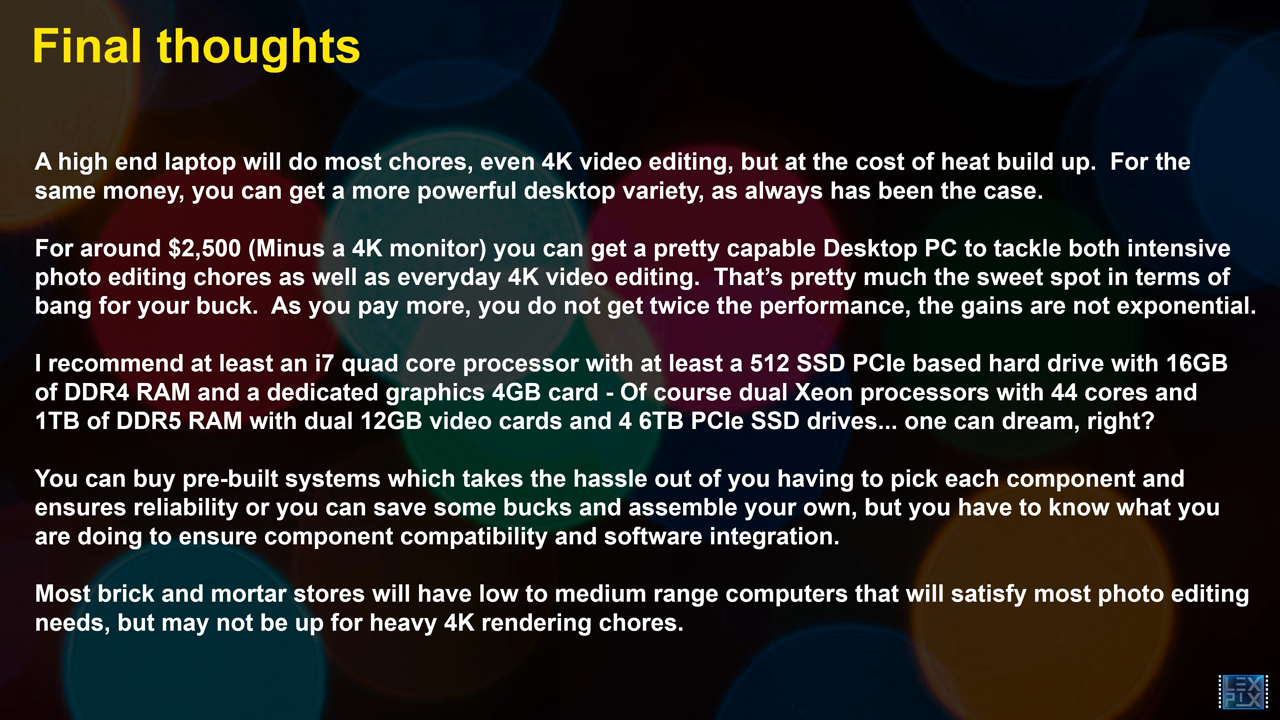 Final thoughts
A high end laptop will do most chores, even 4K video editing, but at the cost of heat build up.  For the
same money, you can get a more powerful desktop variety, as always has been the case.
For around $2,500 (Minus a 4K monitor) you can get a pretty capable Desktop PC to tackle both intensive
photo editing chores as well as everyday 4K video editing.  That’s pretty much the sweet spot in terms of
bang for your buck.  As you pay more, you do not get twice the performance, the gains are not exponential.
I recommend at least an i7 quad core processor with at least a 512 SSD PCIe based hard drive with 16GB
of DDR4 RAM and a dedicated graphics 4GB card - Of course dual Xeon processors with 44 cores and
1TB of DDR5 RAM with dual 12GB video cards and 4 6TB PCIe SSD drives... one can dream, right?
You can buy pre-built systems which takes the hassle out of you having to pick each component and
ensures reliability or you can save some bucks and assemble your own, but you have to know what you
are doing to ensure component compatibility and software integration.
Most brick and mortar stores will have low to medium range computers that will satisfy most photo editing
needs, but may not be up for heavy 4K rendering chores.
LEX
PIX